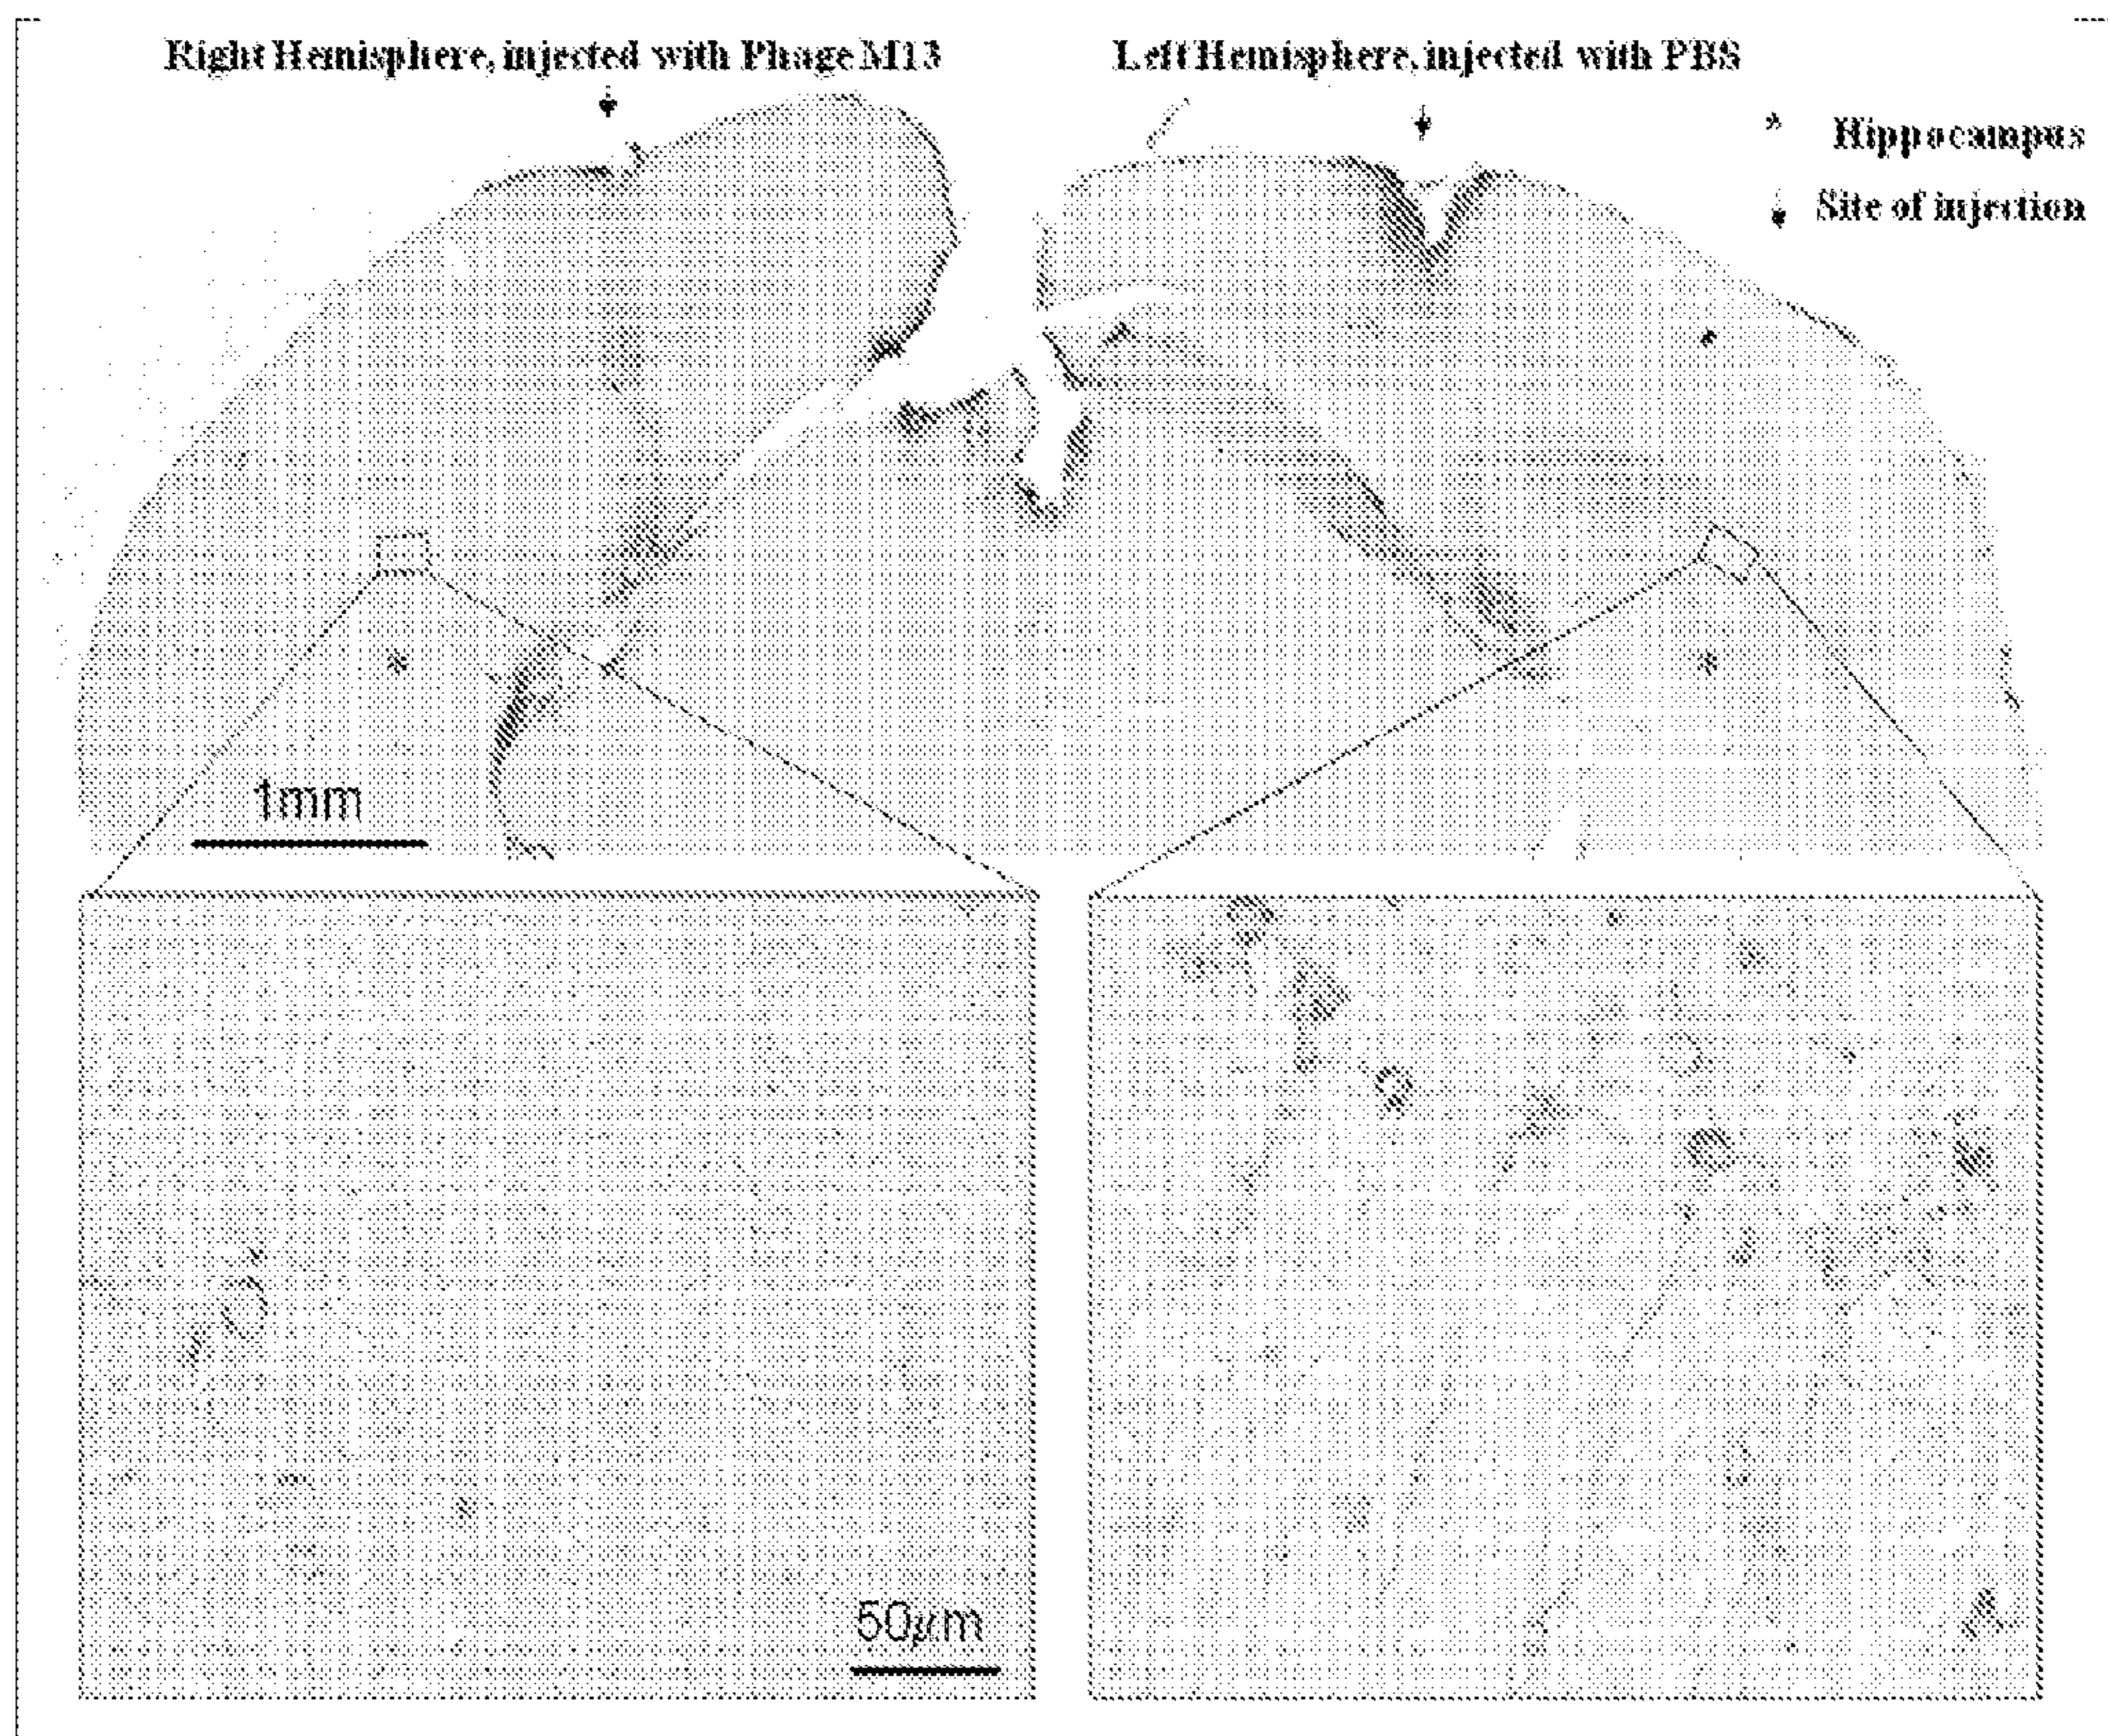 Right Hemisphere, injected with Phage M13
Left Hemisphere, injected with PBS
* Hippocampus
Site of injection
*
*
1mm
50μm